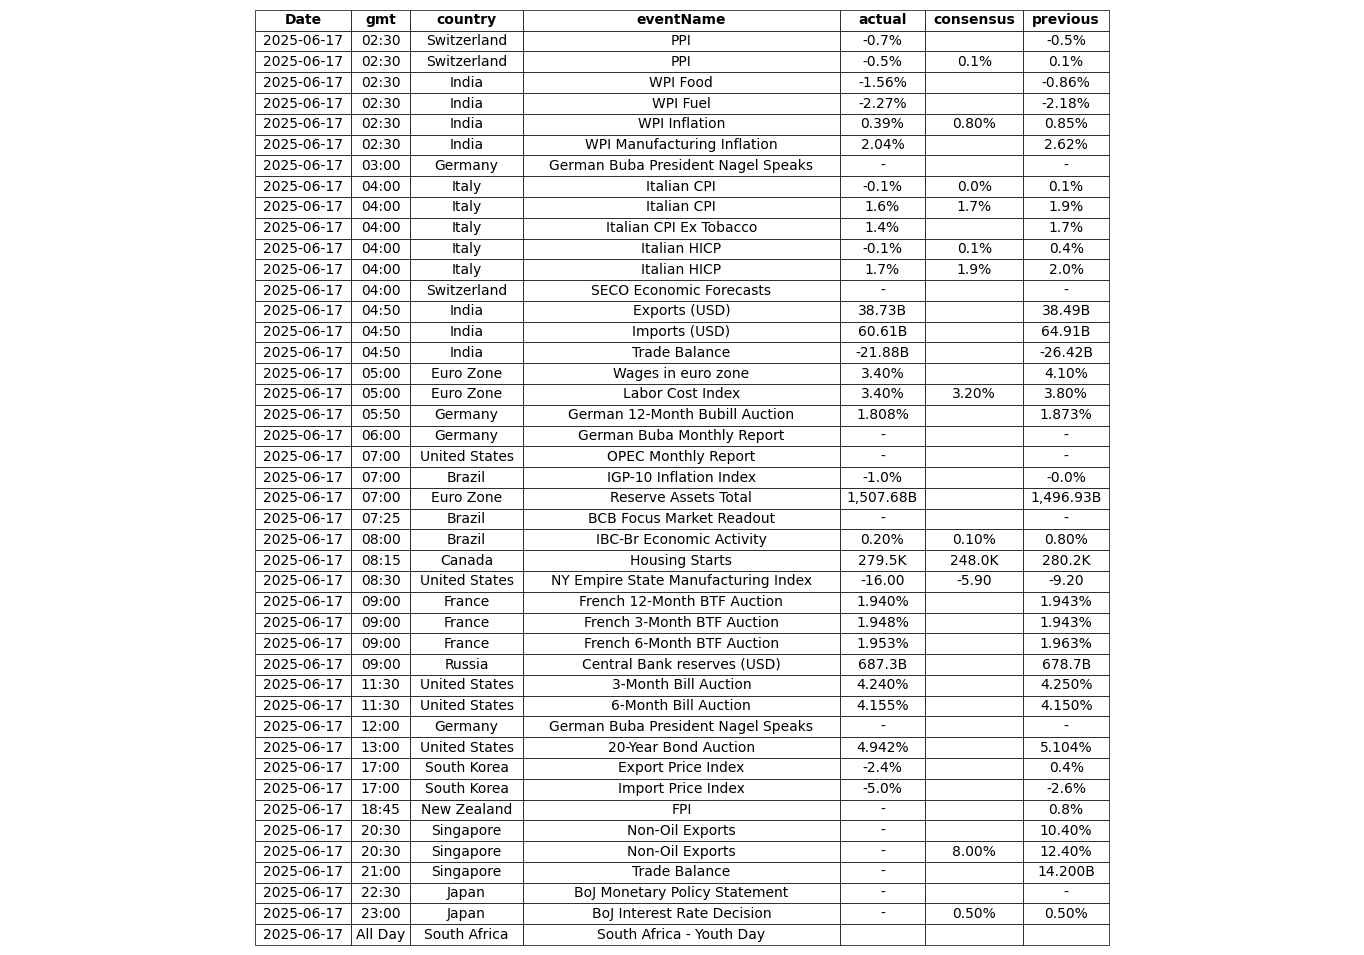 Date gmt country eventName actual consensus previous
2025-06-17 02:30 Switzerland PPI -0.7% -0.5%
2025-06-17 02:30 Switzerland PPI -0.5% 0.1% 0.1%
2025-06-17 02:30 India WPI Food -1.56% -0.86%
2025-06-17 02:30 India WPI Fuel -2.27% -2.18%
2025-06-17 02:30 India WPI Inflation 0.39% 0.80% 0.85%
2025-06-17 02:30 India WPI Manufacturing Inflation 2.04% 2.62%
2025-06-17 03:00 Germany German Buba President Nagel Speaks - -
2025-06-17 04:00 Italy Italian CPI -0.1% 0.0% 0.1%
2025-06-17 04:00 Italy Italian CPI 1.6% 1.7% 1.9%
2025-06-17 04:00 Italy Italian CPI Ex Tobacco 1.4% 1.7%
2025-06-17 04:00 Italy Italian HICP -0.1% 0.1% 0.4%
2025-06-17 04:00 Italy Italian HICP 1.7% 1.9% 2.0%
2025-06-17 04:00 Switzerland SECO Economic Forecasts - -
2025-06-17 04:50 India Exports (USD) 38.73B 38.49B
2025-06-17 04:50 India Imports (USD) 60.61B 64.91B
2025-06-17 04:50 India Trade Balance -21.88B -26.42B
2025-06-17 05:00 Euro Zone Wages in euro zone 3.40% 4.10%
2025-06-17 05:00 Euro Zone Labor Cost Index 3.40% 3.20% 3.80%
2025-06-17 05:50 Germany German 12-Month Bubill Auction 1.808% 1.873%
2025-06-17 06:00 Germany German Buba Monthly Report - -
2025-06-17 07:00 United States OPEC Monthly Report - -
2025-06-17 07:00 Brazil IGP-10 Inflation Index -1.0% -0.0%
2025-06-17 07:00 Euro Zone Reserve Assets Total 1,507.68B 1,496.93B
2025-06-17 07:25 Brazil BCB Focus Market Readout - -
2025-06-17 08:00 Brazil IBC-Br Economic Activity 0.20% 0.10% 0.80%
2025-06-17 08:15 Canada Housing Starts 279.5K 248.0K 280.2K
2025-06-17 08:30 United States NY Empire State Manufacturing Index -16.00 -5.90 -9.20
2025-06-17 09:00 France French 12-Month BTF Auction 1.940% 1.943%
2025-06-17 09:00 France French 3-Month BTF Auction 1.948% 1.943%
2025-06-17 09:00 France French 6-Month BTF Auction 1.953% 1.963%
2025-06-17 09:00 Russia Central Bank reserves (USD) 687.3B 678.7B
2025-06-17 11:30 United States 3-Month Bill Auction 4.240% 4.250%
2025-06-17 11:30 United States 6-Month Bill Auction 4.155% 4.150%
2025-06-17 12:00 Germany German Buba President Nagel Speaks - -
2025-06-17 13:00 United States 20-Year Bond Auction 4.942% 5.104%
2025-06-17 17:00 South Korea Export Price Index -2.4% 0.4%
2025-06-17 17:00 South Korea Import Price Index -5.0% -2.6%
2025-06-17 18:45 New Zealand FPI - 0.8%
2025-06-17 20:30 Singapore Non-Oil Exports - 10.40%
2025-06-17 20:30 Singapore Non-Oil Exports - 8.00% 12.40%
2025-06-17 21:00 Singapore Trade Balance - 14.200B
2025-06-17 22:30 Japan BoJ Monetary Policy Statement - -
2025-06-17 23:00 Japan BoJ Interest Rate Decision - 0.50% 0.50%
2025-06-17 All Day South Africa South Africa - Youth Day